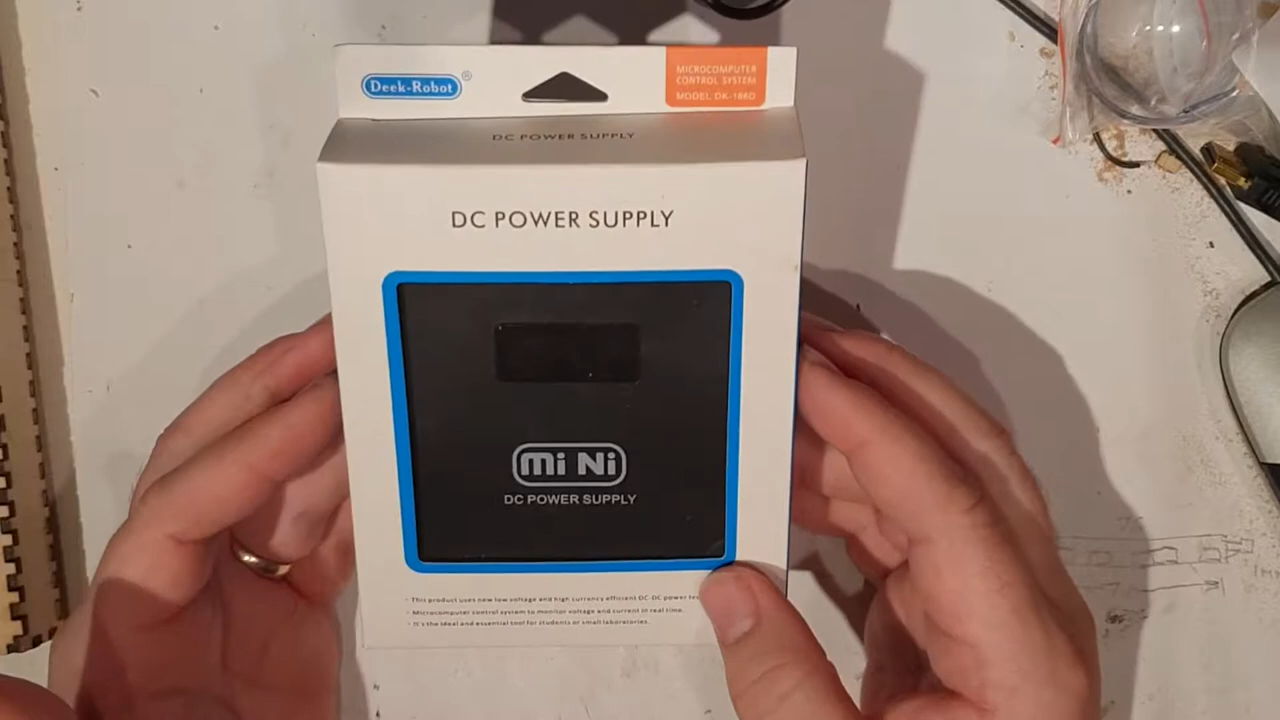 Deek-Robot®
MICROCOMPUTER
CONTROL SYSTEM
MODEL DK-166D
DC POWER SUPPLY
DC POWER SUPPLY
Mi Ni
DC POWER SUPPLY
· This product uses new low voltage and high currency efficient DC-DC power
· Microcomputer control system to monitor voltage and current in real time.
· It's the ideal and essential tool for students or small laboratories.